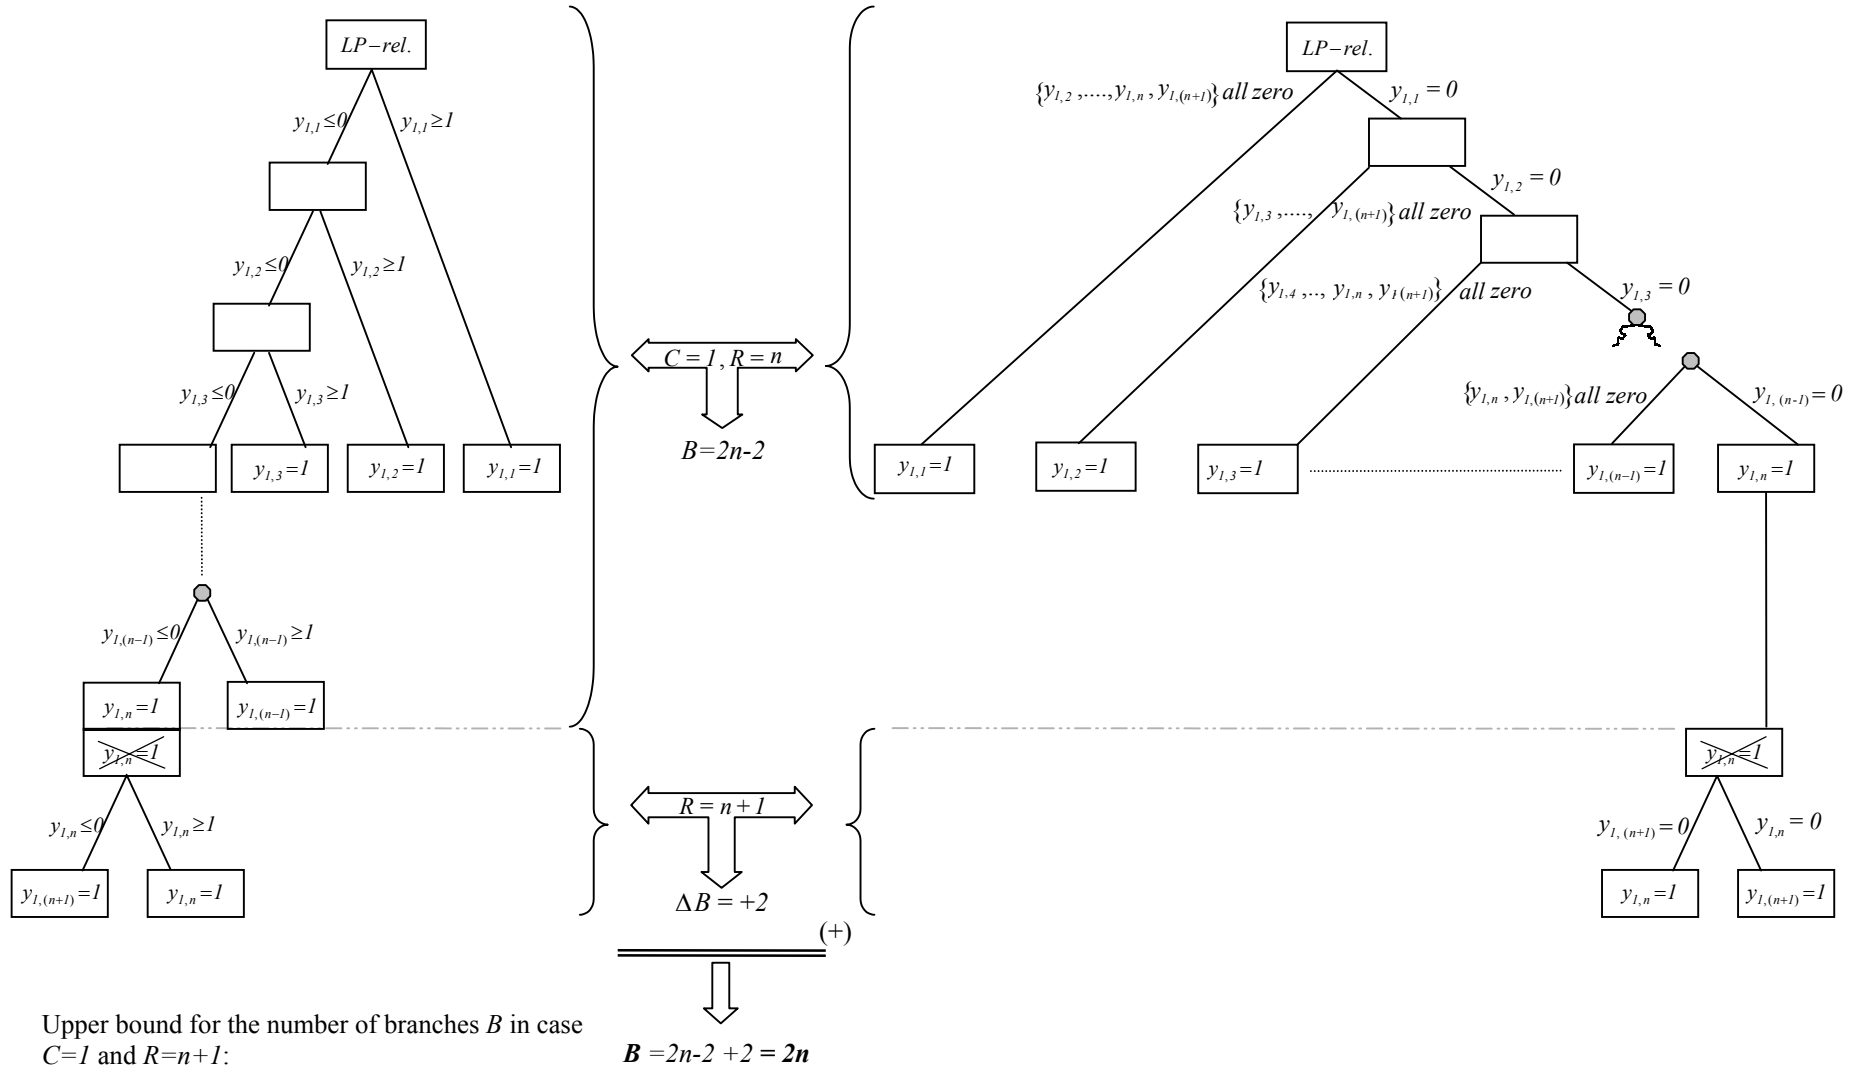 LP–rel.
y1,1≤0
y1,1≥1
y1,2≤0
y1,2≥1
y1,3≤0
y1,3≥1
y1,3=1
y1,2=1
y1,1=1
y1,(n–1)≤0
y1,(n–1)≥1
y1,n=1
y1,(n–1)=1
y1,n=1
y1,n≤0
y1,n≥1
y1,(n+1)=1
y1,n=1
C = 1 , R = n
B=2n-2
R = n + 1
ΔB = +2
(+)
B =2n-2 +2 = 2n
Upper bound for the number of branches B in case
C=1 and R=n+1:
LP–rel.
{y1,2 ,...., y1,n , y1,(n+1)} all zero
y1,1 = 0
y1,2 = 0
{y1,3 ,...., y1,(n+1)} all zero
{y1,4 ,.., y1,n , y1,(n+1)} all zero
y1,3 = 0
{y1,n , y1,(n+1)} all zero
y1, (n-1) = 0
y1,1=1
y1,2=1
y1,3=1
y1,(n–1)=1
y1,n=1
y1,n=1
y1, (n+1) = 0
y1,n = 0
y1,n=1
y1,(n+1)=1